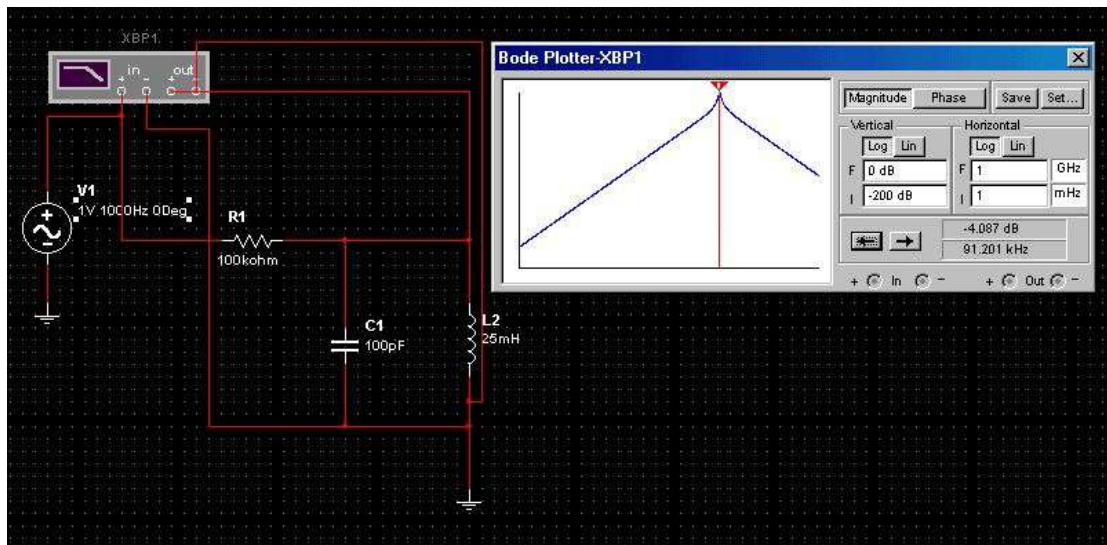 XBP1
+ in − + out −
V1
1V 1000Hz 0Deg
R1
100kohm
C1
100pF
L2
25mH
Bode Plotter-XBP1
Magnitude Phase Save Set...
Vertical Horizontal
Log Lin Log Lin
F 0 dB F 1 GHz
I -200 dB I 1 mHz
-4.087 dB
91.201 kHz
+ In − + Out −